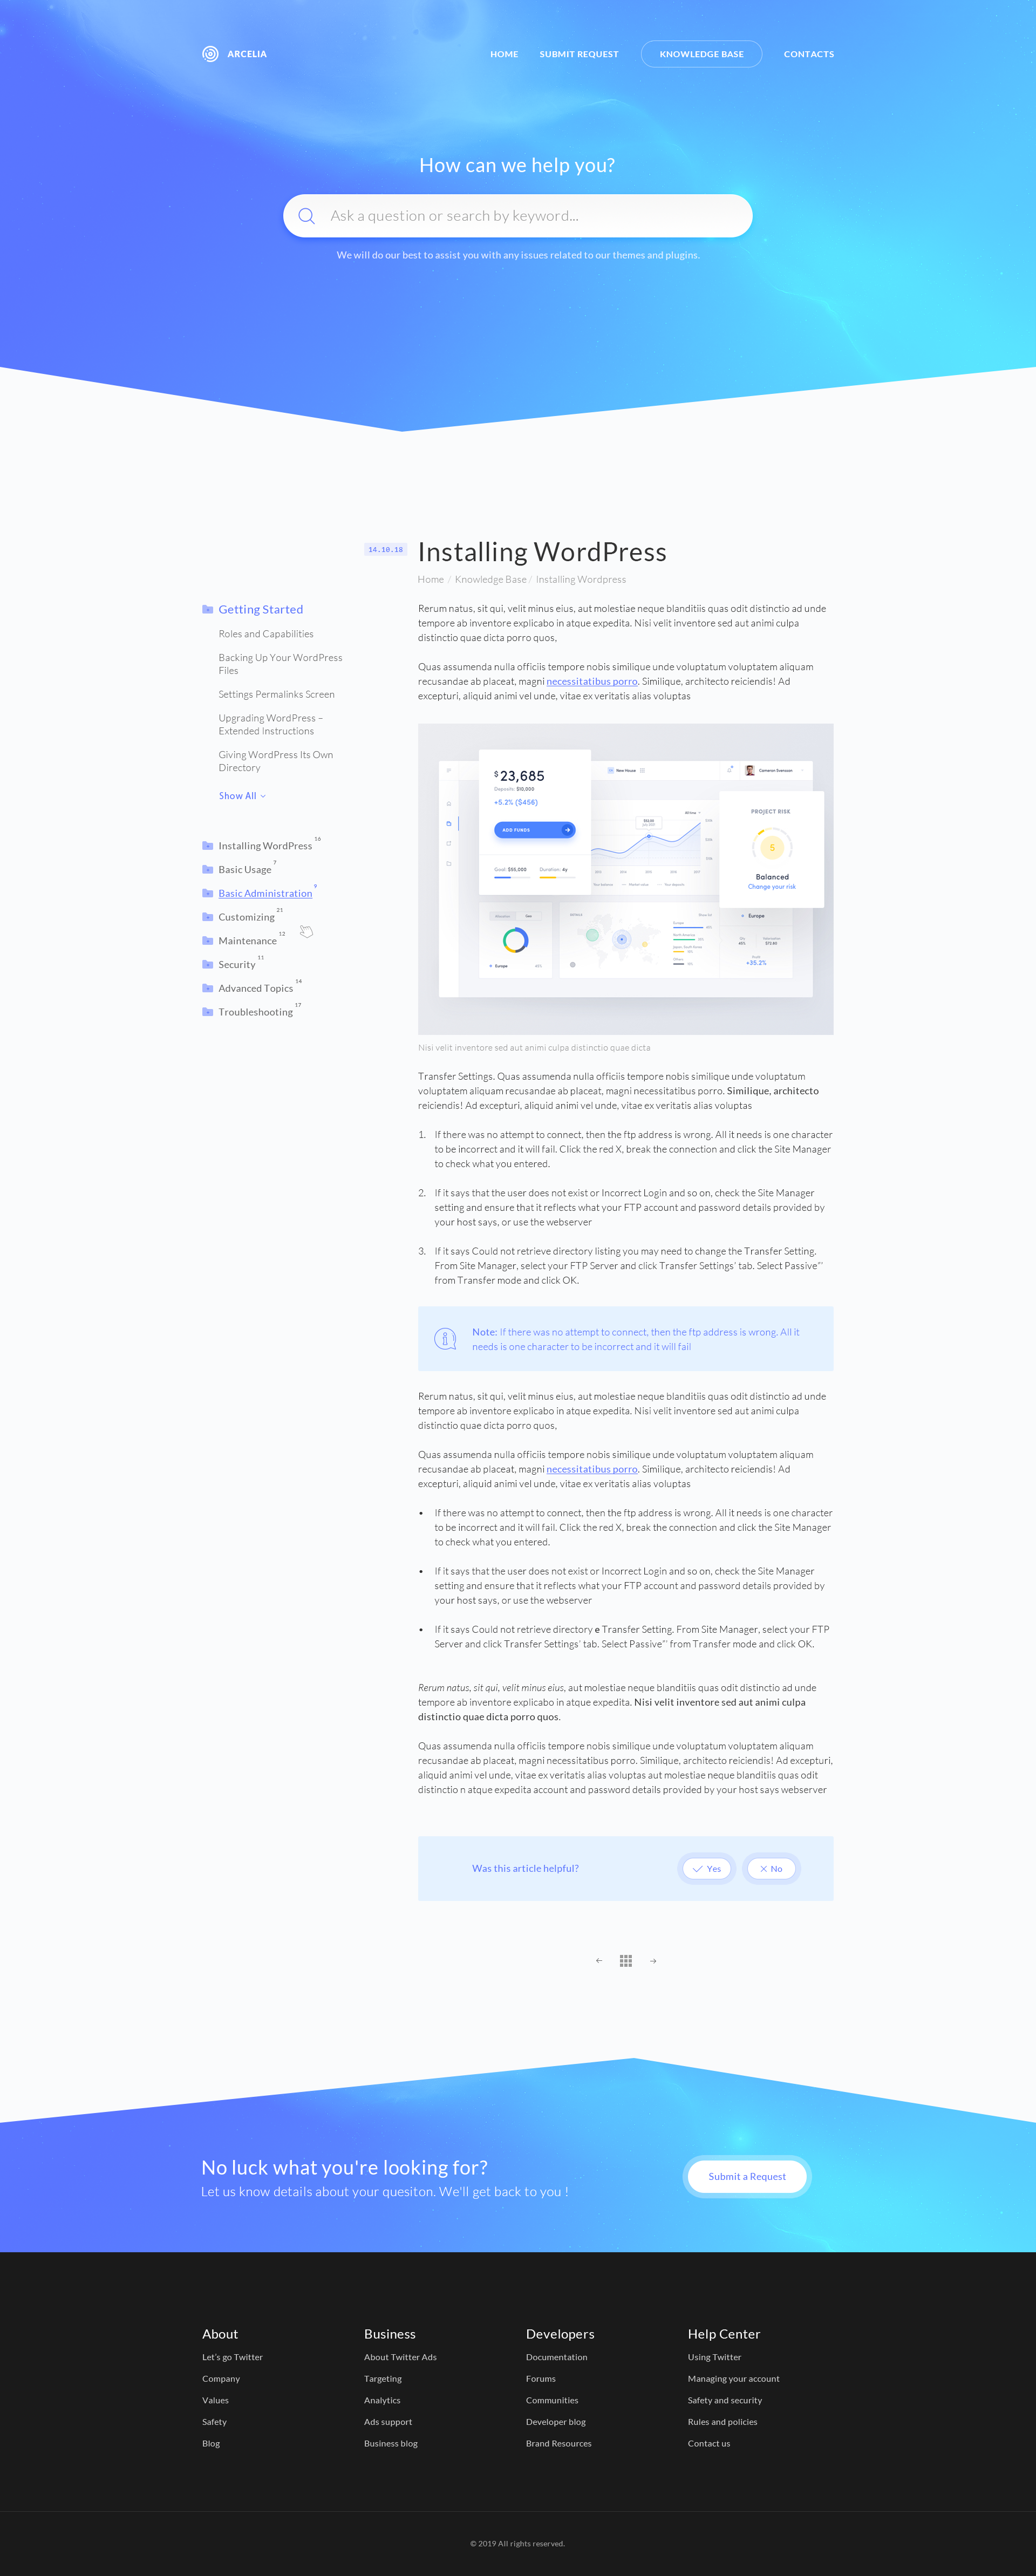 ARCELIA
HOME
SUBMIT REQUEST
KNOWLEDGE BASE
CONTACTS
How can we help you?
Ask a question or search by keyword...
We will do our best to assist you with any issues related to our themes and plugins.
14.10.18
Installing WordPress
Home / Knowledge Base / Installing Wordpress
Getting Started
Roles and Capabilities
Backing Up Your WordPress
Files
Settings Permalinks Screen
Upgrading WordPress –
Extended Instructions
Giving WordPress Its Own
Directory
Show All
Installing WordPress 16
Basic Usage 7
Basic Administration 9
Customizing 21
Maintenance 12
Security 11
Advanced Topics 14
Troubleshooting 17
Rerum natus, sit qui, velit minus eius, aut molestiae neque blanditiis quas odit distinctio ad unde
tempore ab inventore explicabo in atque expedita. Nisi velit inventore sed aut animi culpa
distinctio quae dicta porro quos,
Quas assumenda nulla officiis tempore nobis similique unde voluptatum voluptatem aliquam
recusandae ab placeat, magni necessitatibus porro. Similique, architecto reiciendis! Ad
excepturi, aliquid animi vel unde, vitae ex veritatis alias voluptas
$23,685
Deposits: $10,000
+5.2% ($456)
ADD FUNDS
Goal: $55,000
Duration: 4y
New House
Cameron Svensson
PROJECT RISK
5
Balanced
Change your risk
2012
2013
2014
2015
2016
2017
Europe
Europe
+35.2%
Nisi velit inventore sed aut animi culpa distinctio quae dicta
Transfer Settings. Quas assumenda nulla officiis tempore nobis similique unde voluptatum
voluptatem aliquam recusandae ab placeat, magni necessitatibus porro. Similique, architecto
reiciendis! Ad excepturi, aliquid animi vel unde, vitae ex veritatis alias voluptas
1. If there was no attempt to connect, then the ftp address is wrong. All it needs is one character
to be incorrect and it will fail. Click the red X, break the connection and click the Site Manager
to check what you entered.
2. If it says that the user does not exist or Incorrect Login and so on, check the Site Manager
setting and ensure that it reflects what your FTP account and password details provided by
your host says, or use the webserver
3. If it says Could not retrieve directory listing you may need to change the Transfer Setting.
From Site Manager, select your FTP Server and click Transfer Settings' tab. Select Passive"'
from Transfer mode and click OK.
Note: If there was no attempt to connect, then the ftp address is wrong. All it
needs is one character to be incorrect and it will fail
Rerum natus, sit qui, velit minus eius, aut molestiae neque blanditiis quas odit distinctio ad unde
tempore ab inventore explicabo in atque expedita. Nisi velit inventore sed aut animi culpa
distinctio quae dicta porro quos,
Quas assumenda nulla officiis tempore nobis similique unde voluptatum voluptatem aliquam
recusandae ab placeat, magni necessitatibus porro. Similique, architecto reiciendis! Ad
excepturi, aliquid animi vel unde, vitae ex veritatis alias voluptas
• If there was no attempt to connect, then the ftp address is wrong. All it needs is one character
to be incorrect and it will fail. Click the red X, break the connection and click the Site Manager
to check what you entered.
• If it says that the user does not exist or Incorrect Login and so on, check the Site Manager
setting and ensure that it reflects what your FTP account and password details provided by
your host says, or use the webserver
• If it says Could not retrieve directory e Transfer Setting. From Site Manager, select your FTP
Server and click Transfer Settings' tab. Select Passive"' from Transfer mode and click OK.
Rerum natus, sit qui, velit minus eius, aut molestiae neque blanditiis quas odit distinctio ad unde
tempore ab inventore explicabo in atque expedita. Nisi velit inventore sed aut animi culpa
distinctio quae dicta porro quos.
Quas assumenda nulla officiis tempore nobis similique unde voluptatum voluptatem aliquam
recusandae ab placeat, magni necessitatibus porro. Similique, architecto reiciendis! Ad excepturi,
aliquid animi vel unde, vitae ex veritatis alias voluptas aut molestiae neque blanditiis quas odit
distinctio n atque expedita account and password details provided by your host says webserver
Was this article helpful?
Yes
No
No luck what you're looking for?
Let us know details about your quesiton. We'll get back to you !
Submit a Request
About
Let's go Twitter
Company
Values
Safety
Blog
Business
About Twitter Ads
Targeting
Analytics
Ads support
Business blog
Developers
Documentation
Forums
Communities
Developer blog
Brand Resources
Help Center
Using Twitter
Managing your account
Safety and security
Rules and policies
Contact us
© 2019 All rights reserved.